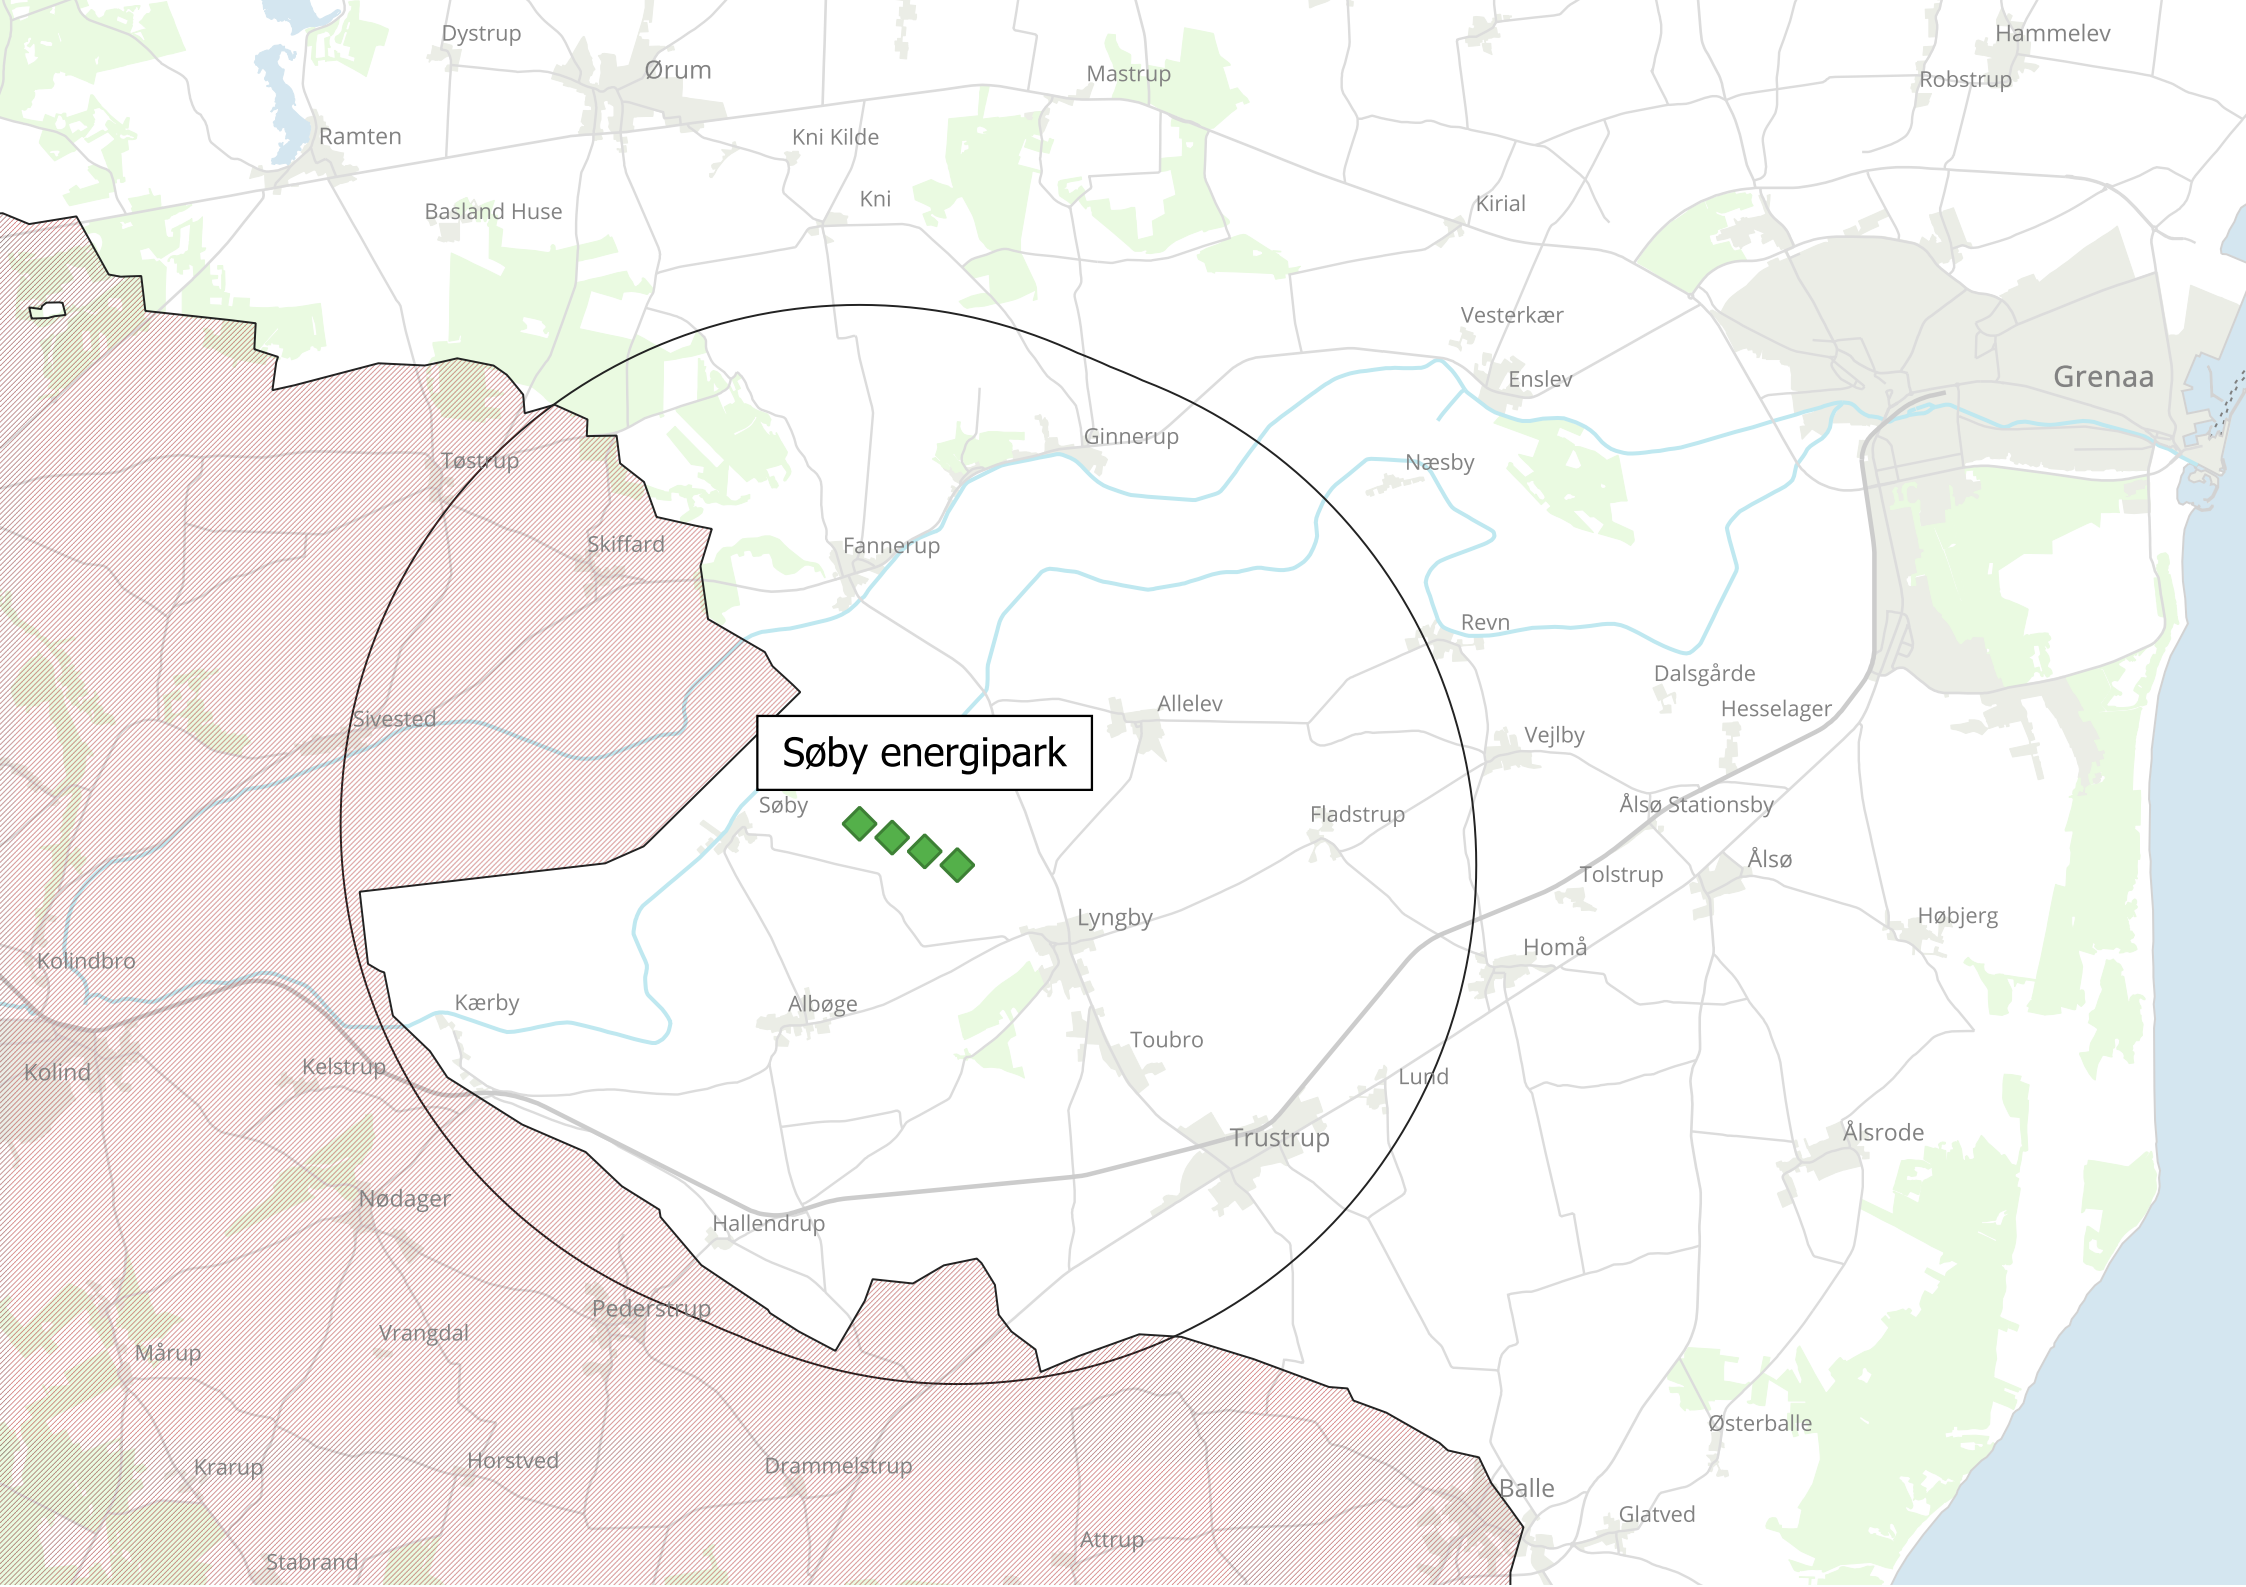 Dystrup
Hammelev
Ørum
Mastrup
Robstrup
Ramten
Kni Kilde
Kni
Kirial
Basland Huse
Vesterkær
Enslev
Grenaa
Ginnerup
Tøstrup
Næsby
Skiffard
Fannerup
Revn
Dalsgårde
Allelev
Hesselager
Sivested
Vejlby
Søby energipark
Søby
Fladstrup
Ålsø Stationsby
Ålsø
Tolstrup
Lyngby
Høbjerg
Homå
Kolindbro
Kærby
Albøge
Toubro
Kelstrup
Kolind
Lund
Trustrup
Ålsrode
Nødager
Hallendrup
Pederstrup
Vrangdal
Mårup
Østerballe
Horstved
Krarup
Drammelstrup
Balle
Glatved
Attrup
Stabrand